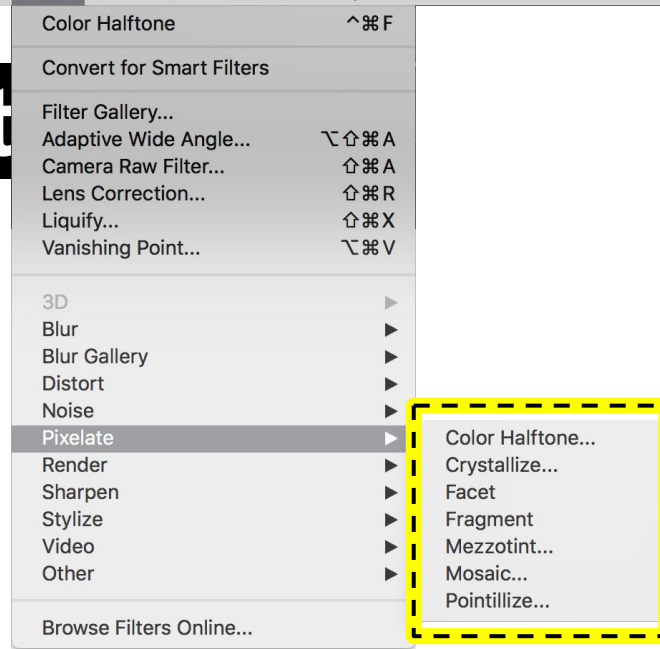 Color Halftone ^⌘F
Convert for Smart Filters
Filter Gallery...
Adaptive Wide Angle... ⌥⇧⌘A
Camera Raw Filter... ⇧⌘A
Lens Correction... ⇧⌘R
Liquify... ⇧⌘X
Vanishing Point... ⌥⌘V
3D ▶
Blur ▶
Blur Gallery ▶
Distort ▶
Noise ▶
Pixelate ▶
Color Halftone...
Crystallize...
Facet
Fragment
Mezzotint...
Mosaic...
Pointillize...
Render ▶
Sharpen ▶
Stylize ▶
Video ▶
Other ▶
Browse Filters Online...